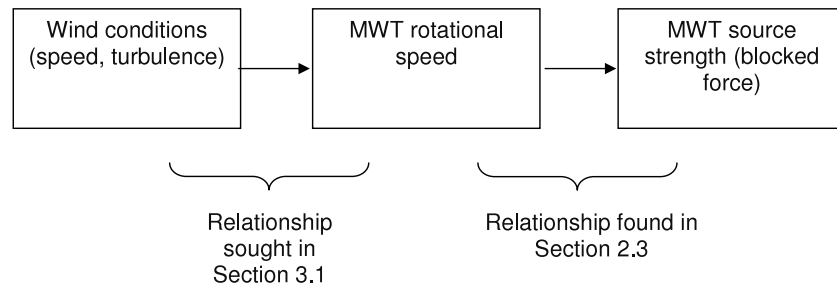 Wind conditions
(speed, turbulence)
MWT rotational
speed
MWT source
strength (blocked
force)
Relationship
sought in
Section 3.1
Relationship found in
Section 2.3